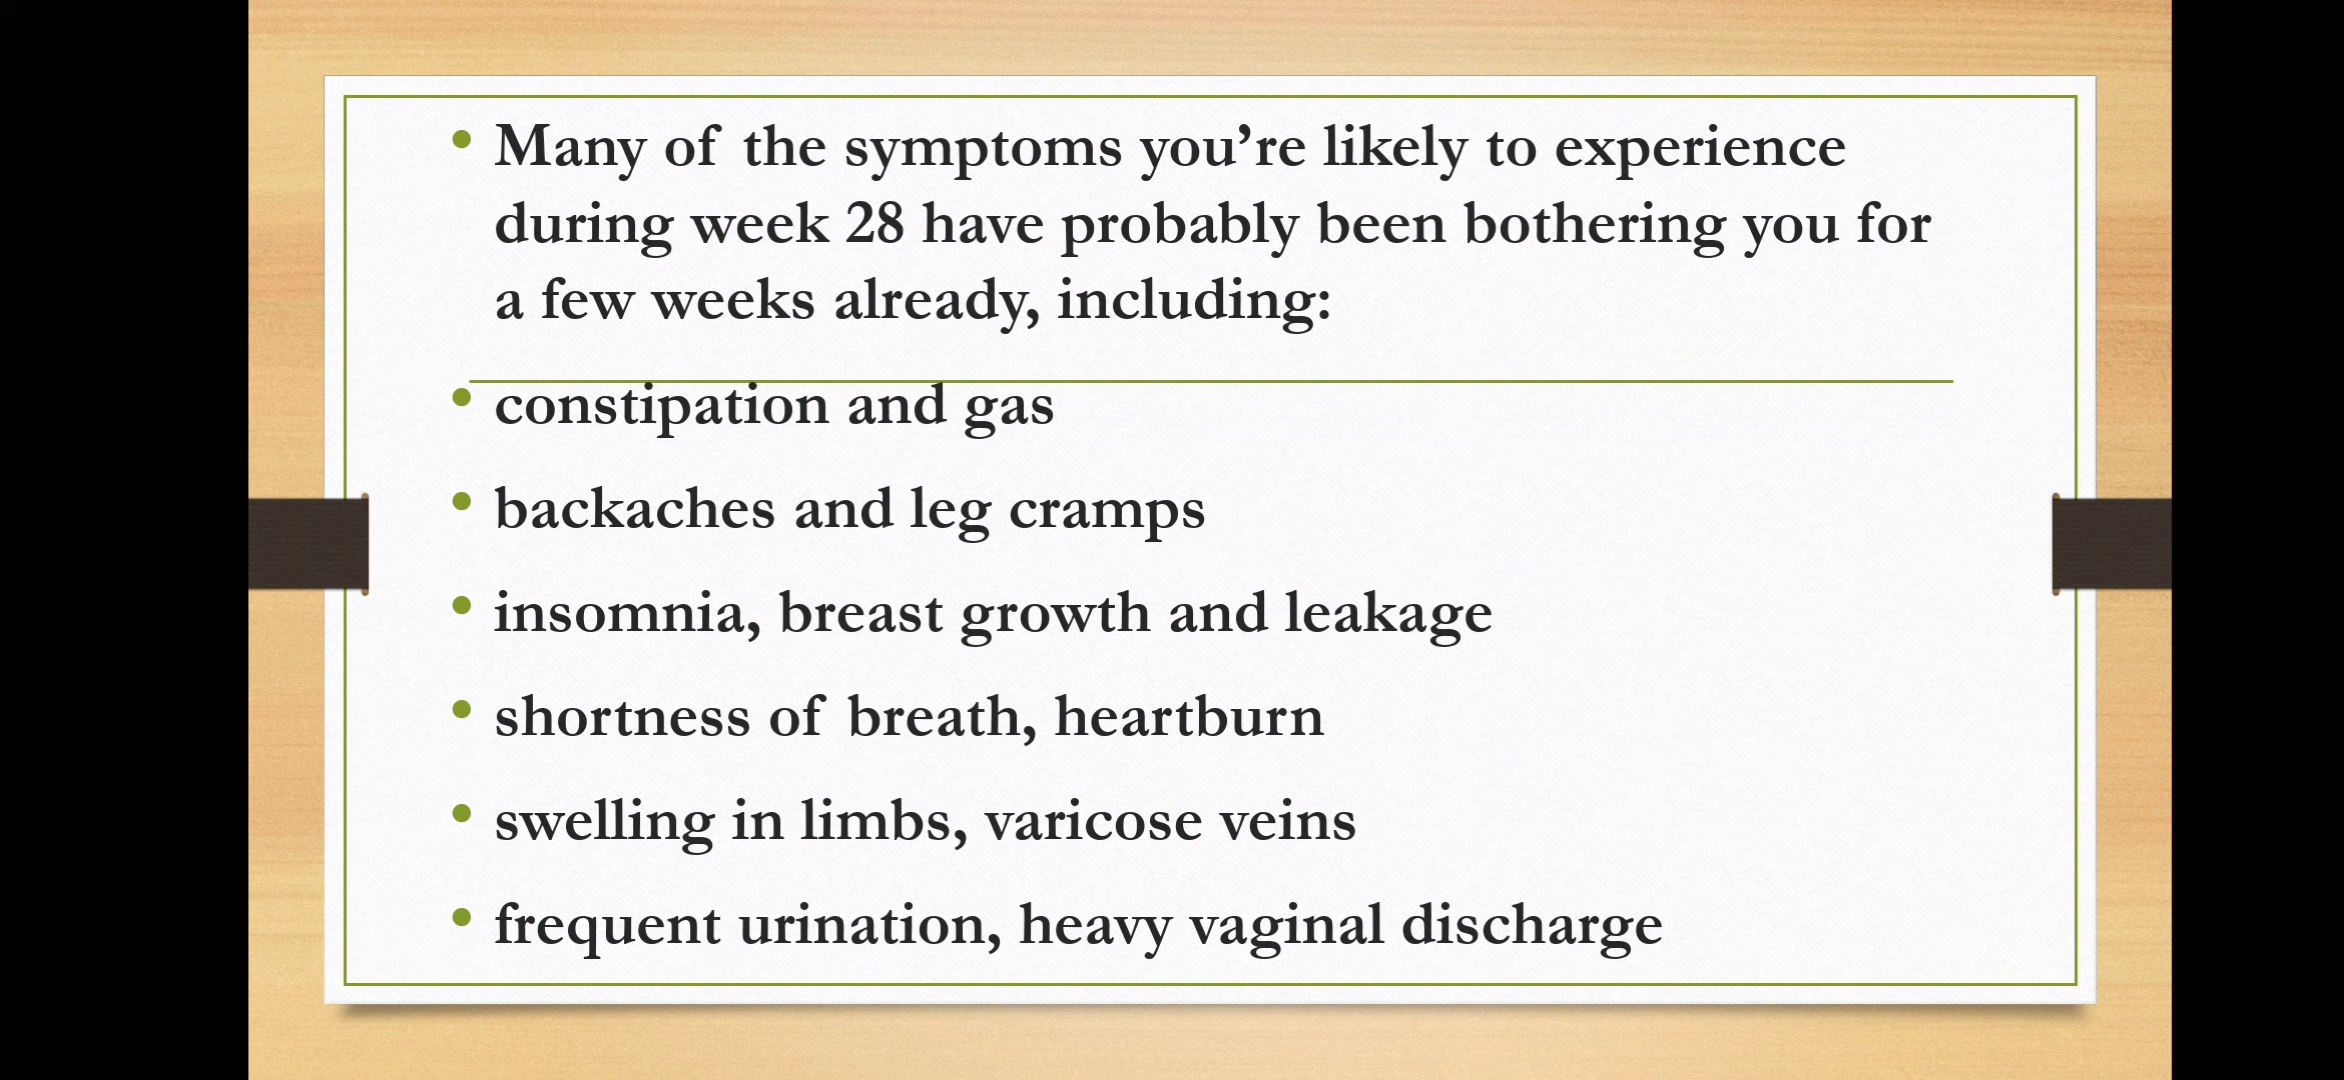 • Many of the symptoms you’re likely to experience
during week 28 have probably been bothering you for
a few weeks already, including:
• constipation and gas
• backaches and leg cramps
• insomnia, breast growth and leakage
• shortness of breath, heartburn
• swelling in limbs, varicose veins
• frequent urination, heavy vaginal discharge